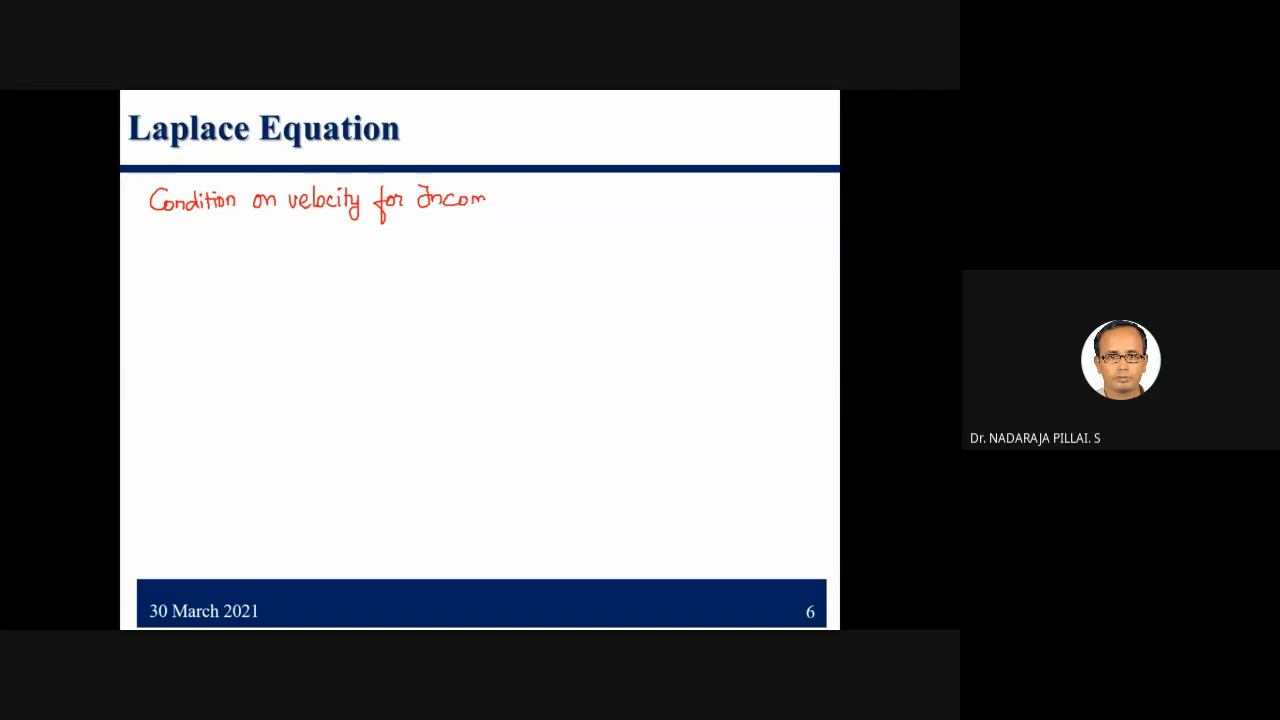 Laplace Equation
Condition on velocity for Incom
30 March 2021
6
Dr. NADARAJA PILLAI. S